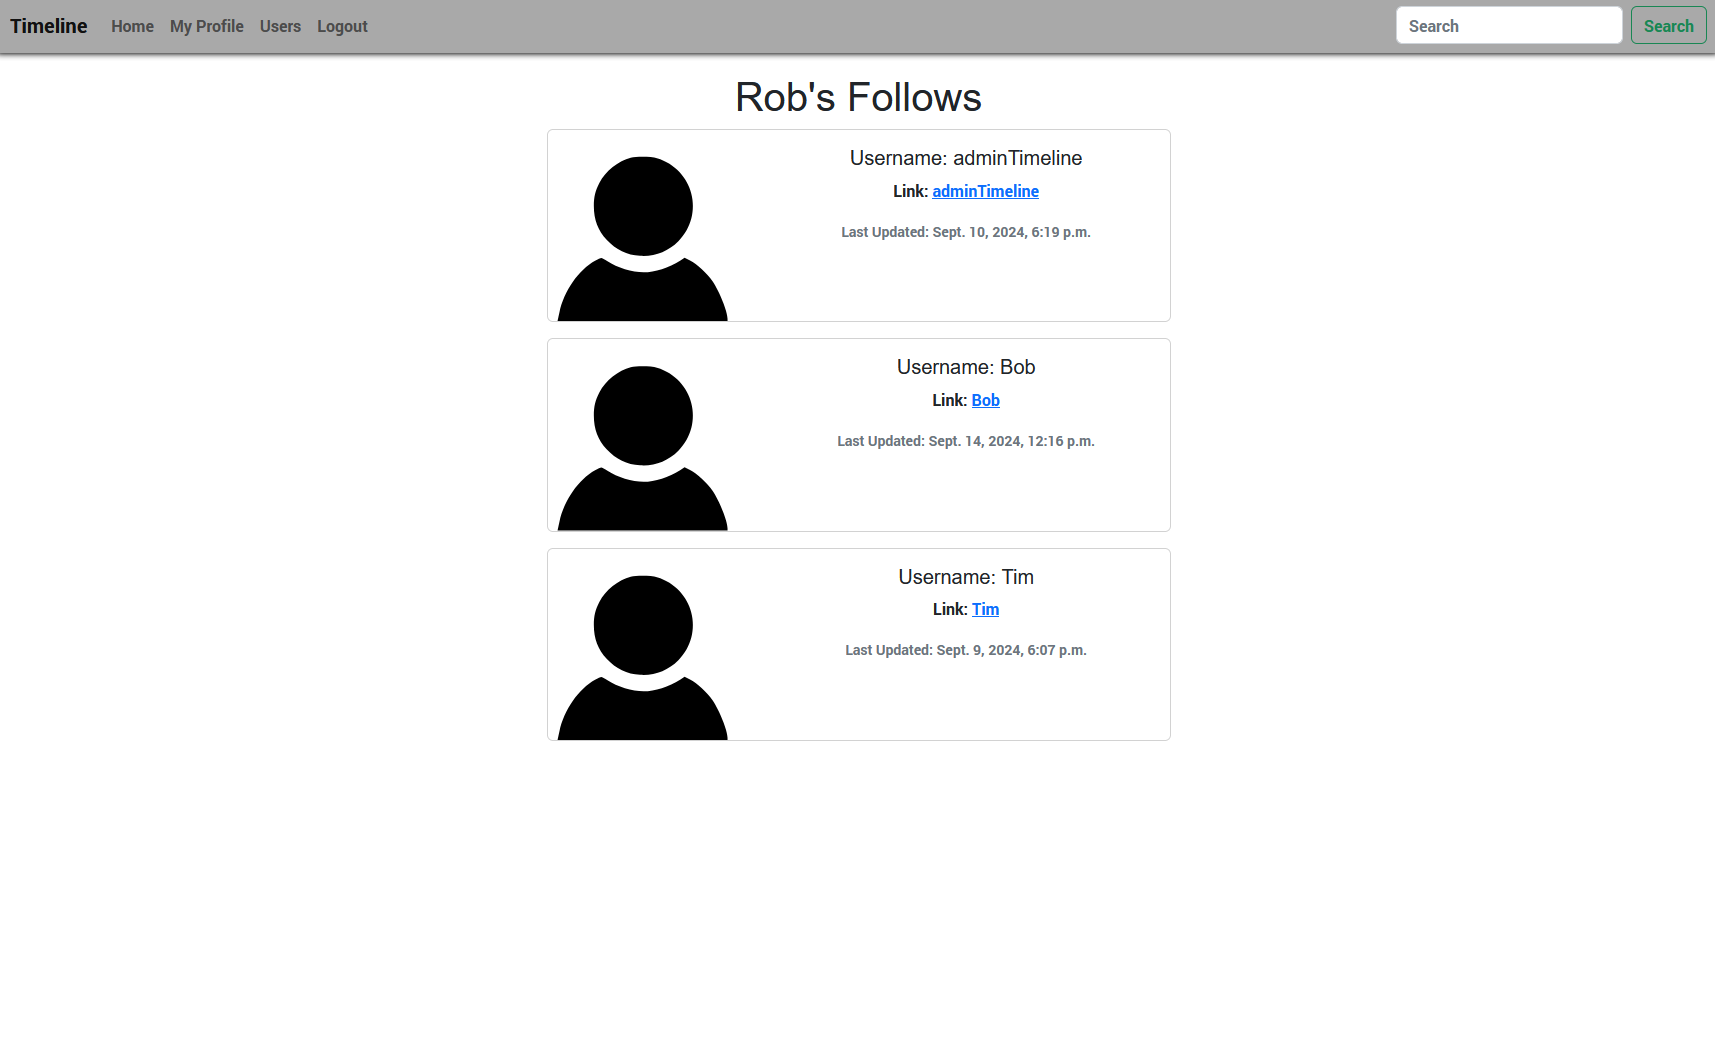 Timeline Home My Profile Users Logout Search Search
Rob's Follows
Username: adminTimeline
Link: adminTimeline
Last Updated: Sept. 10, 2024, 6:19 p.m.
Username: Bob
Link: Bob
Last Updated: Sept. 14, 2024, 12:16 p.m.
Username: Tim
Link: Tim
Last Updated: Sept. 9, 2024, 6:07 p.m.